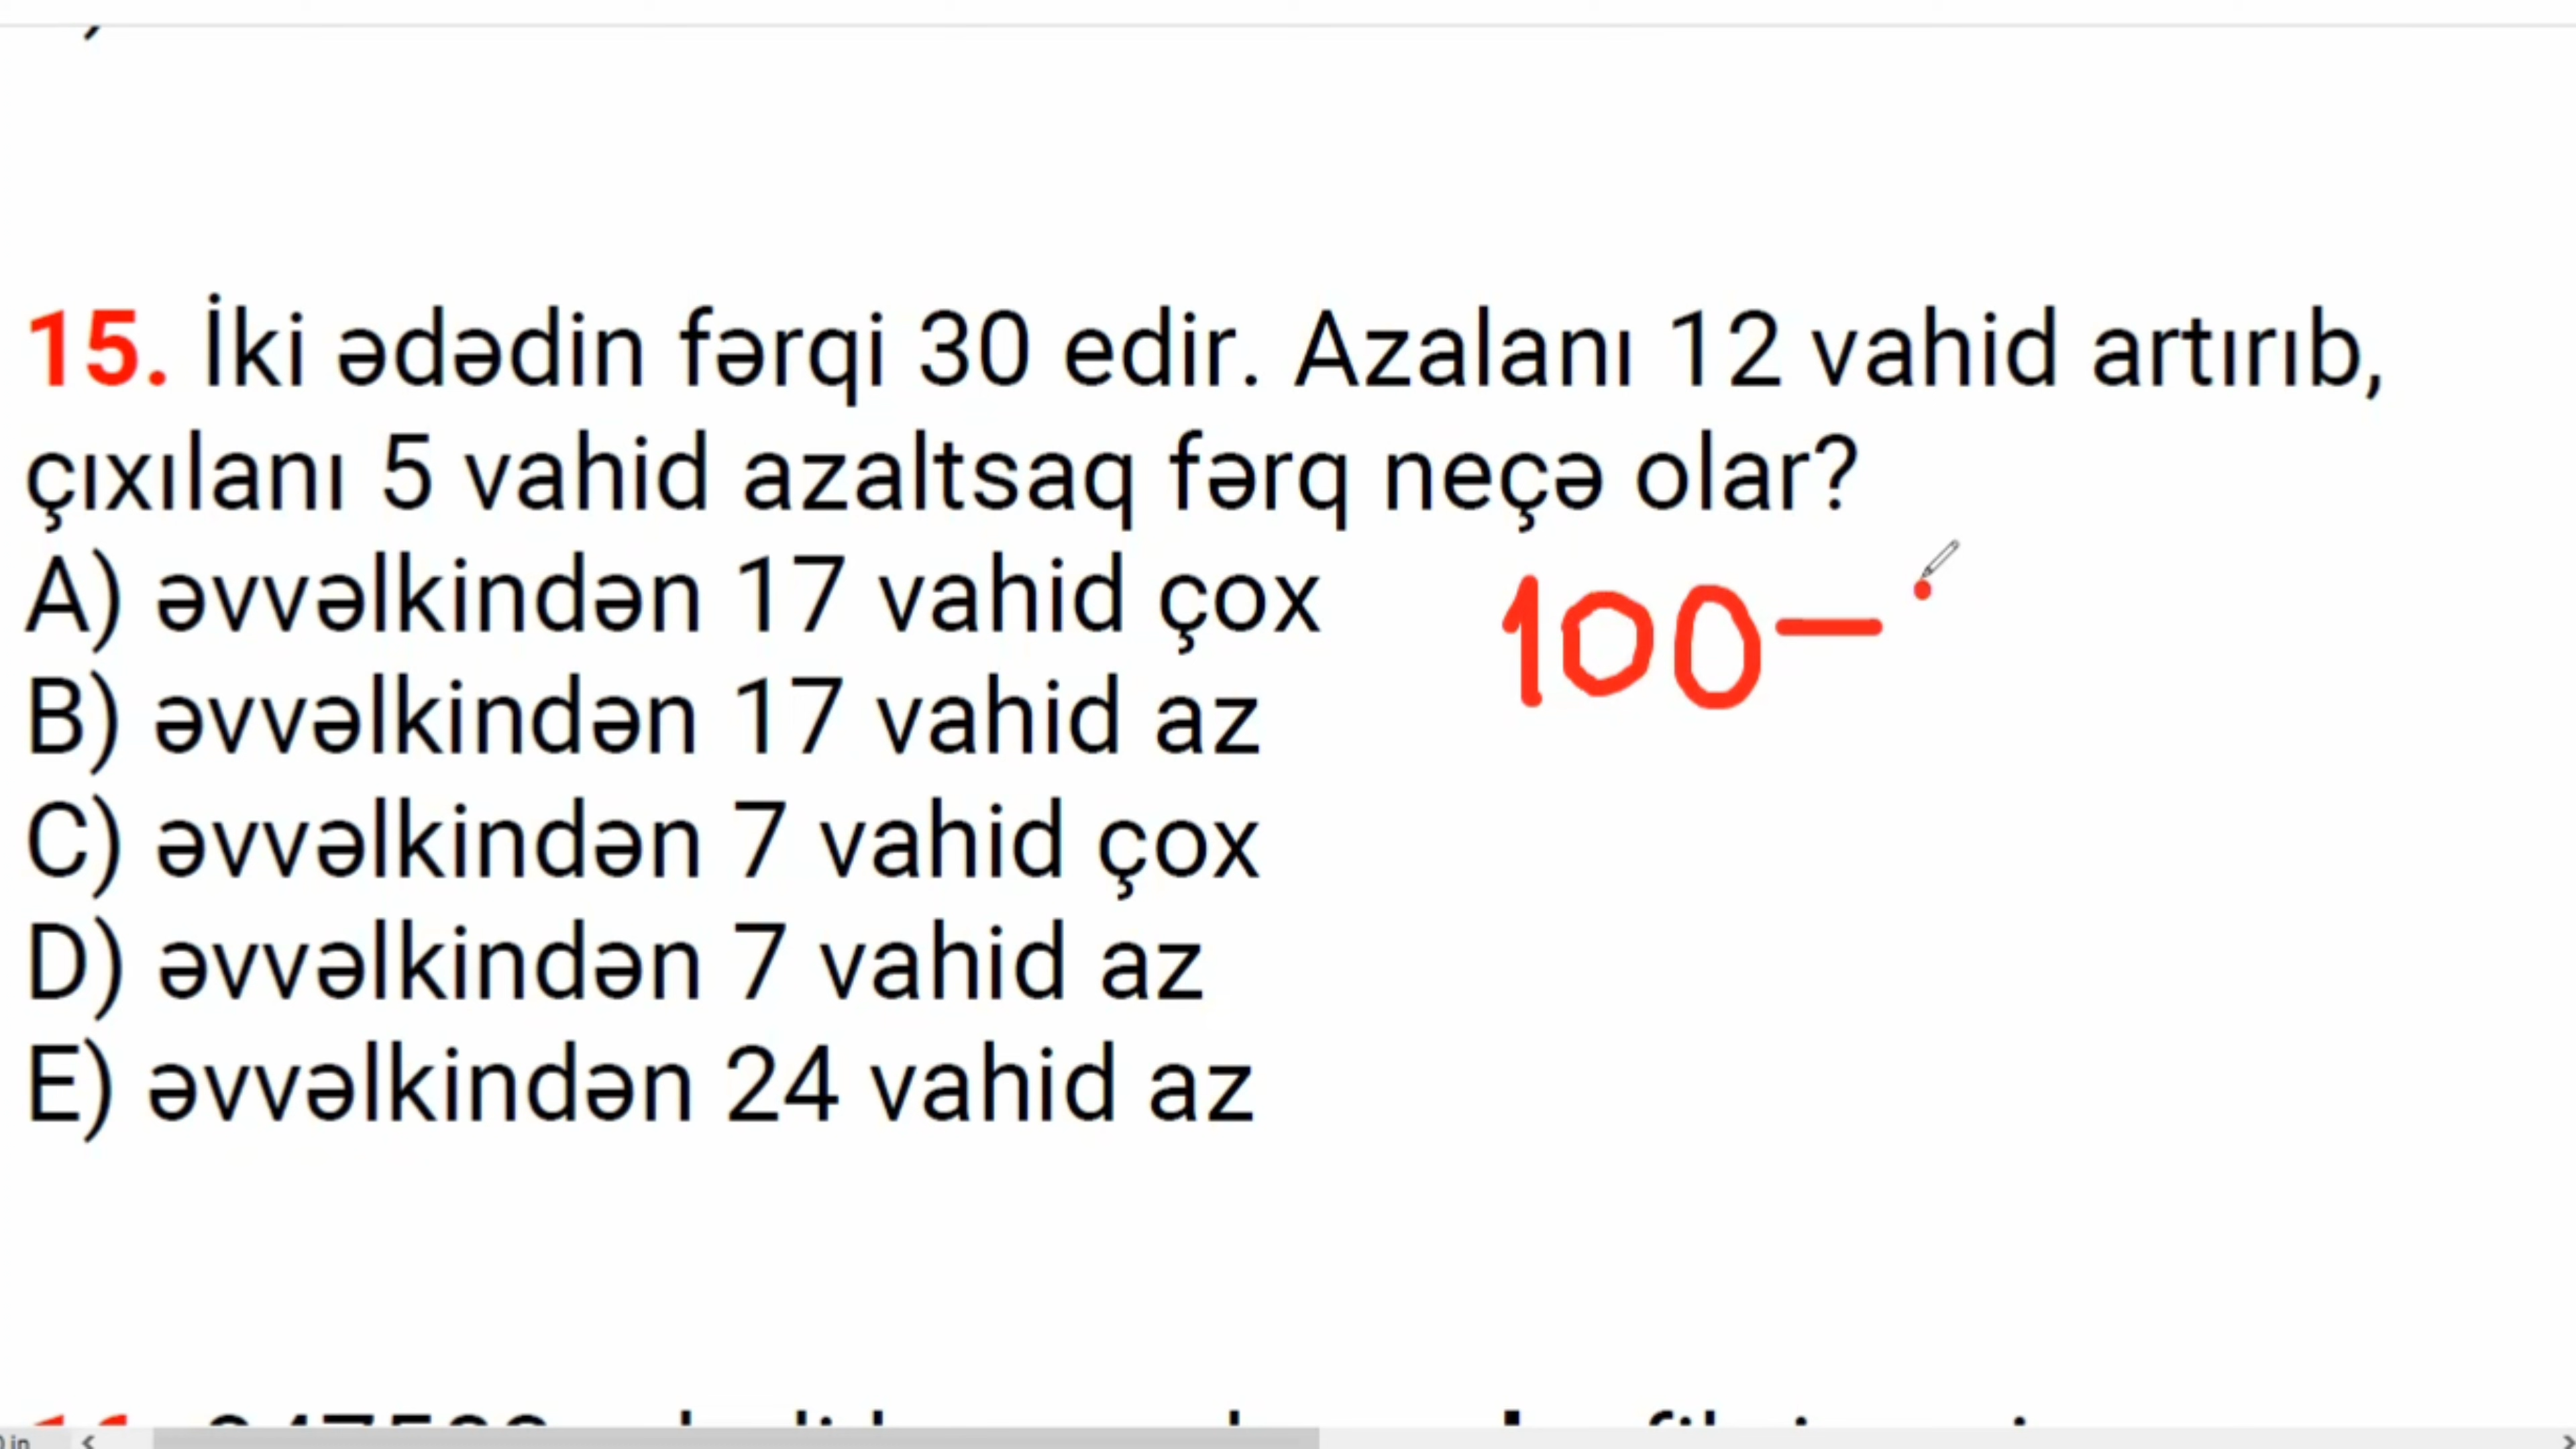 15. İki ədədin fərqi 30 edir. Azalanı 12 vahid artırıb,
çıxılanı 5 vahid azaltsaq fərq neçə olar?
A) əvvəlkindən 17 vahid çox
100-
B) əvvəlkindən 17 vahid az
C) əvvəlkindən 7 vahid çox
D) əvvəlkindən 7 vahid az
E) əvvəlkindən 24 vahid az